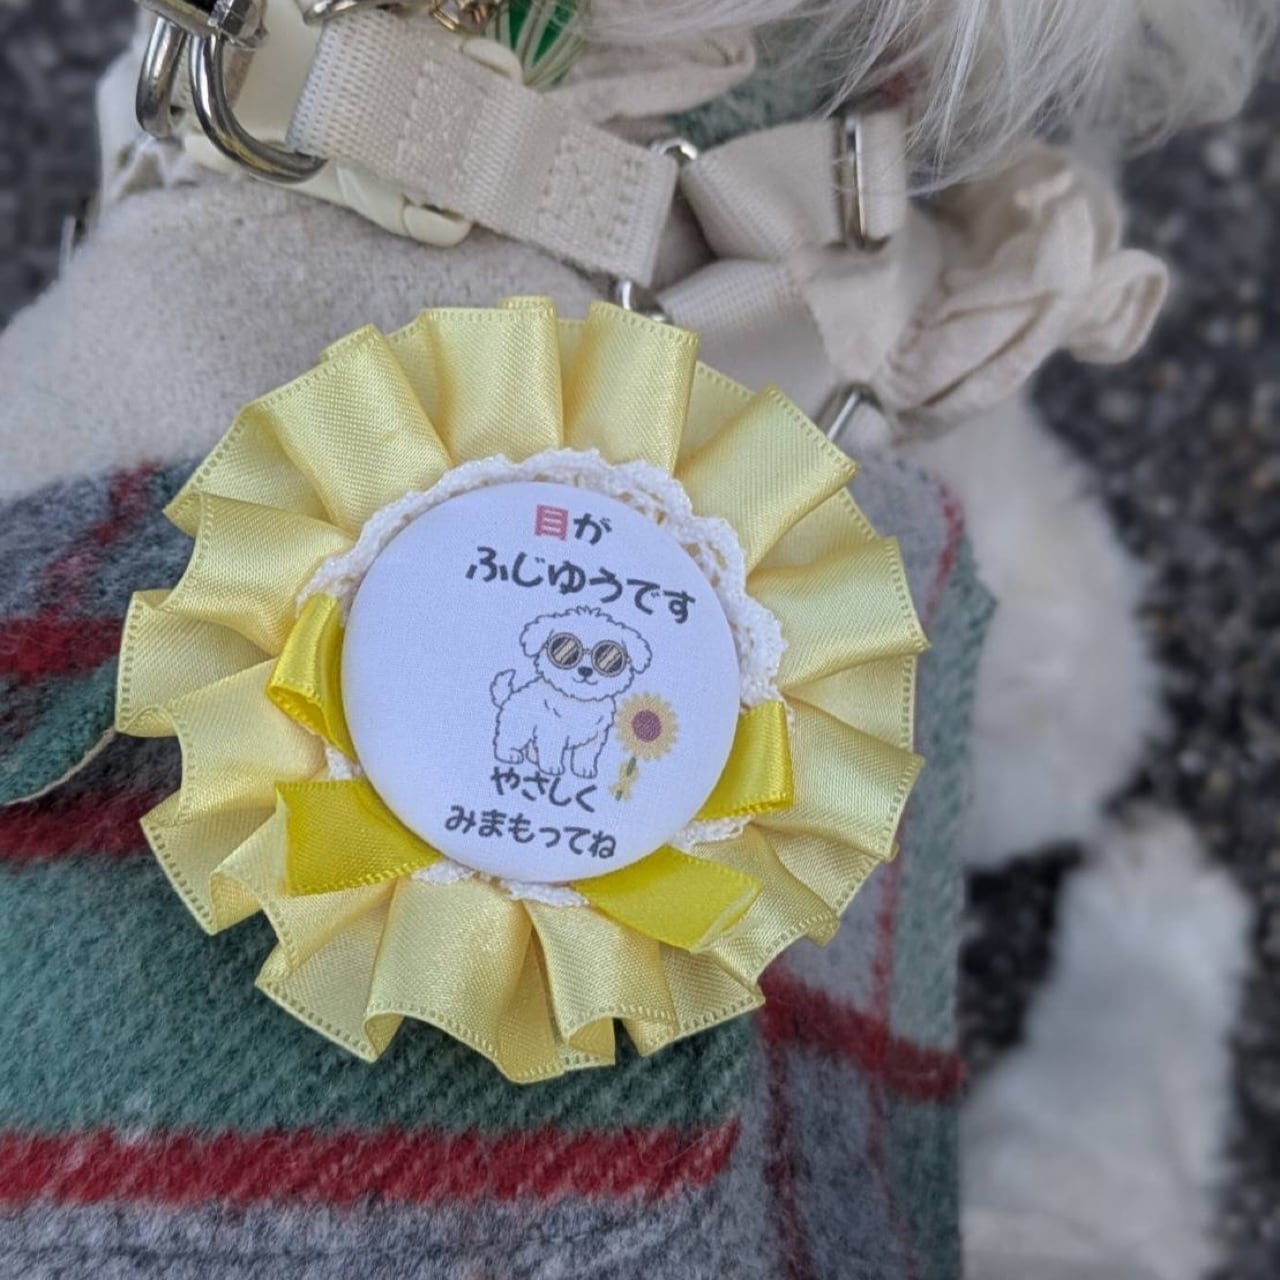 目が
ふじゆうです
やさしく
みまもってね